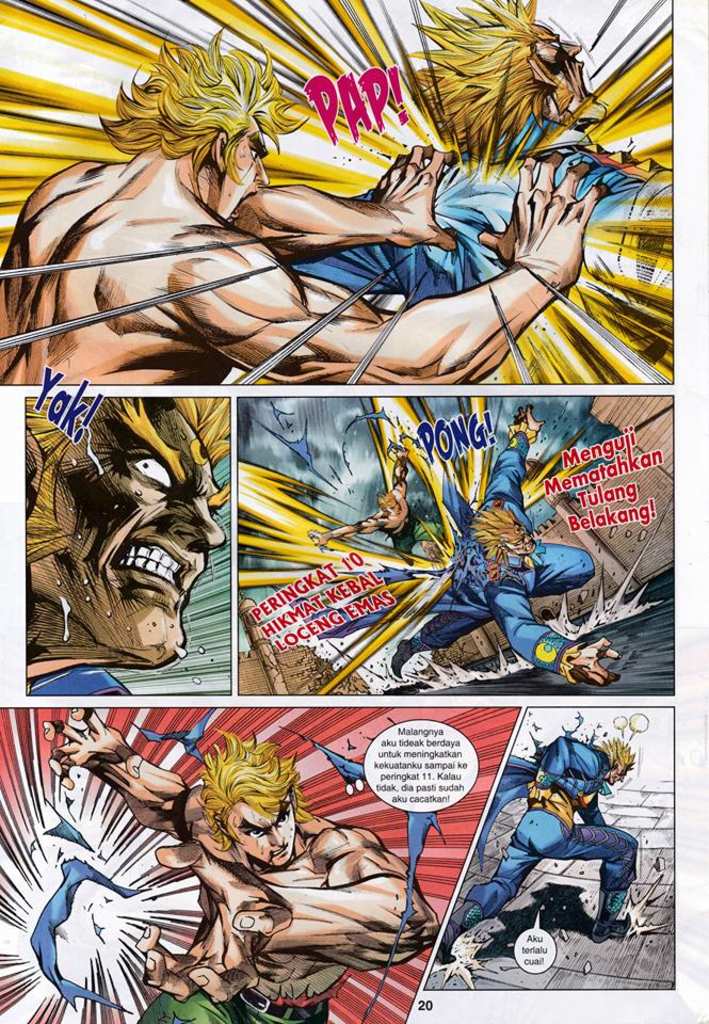 PAP!
Yak!
PONG!
Menguji
Mematahkan
Tulang
Belakang!
PERINGKAT 10
HIKMAT KEBAL
LOCENG EMAS
Malangnya
aku tideak berdaya
untuk meningkatkan
kekuatanku sampai ke
peringkat 11. Kalau
tidak, dia pasti sudah
aku cacatkan!
Aku
terlalu
cuai!
20